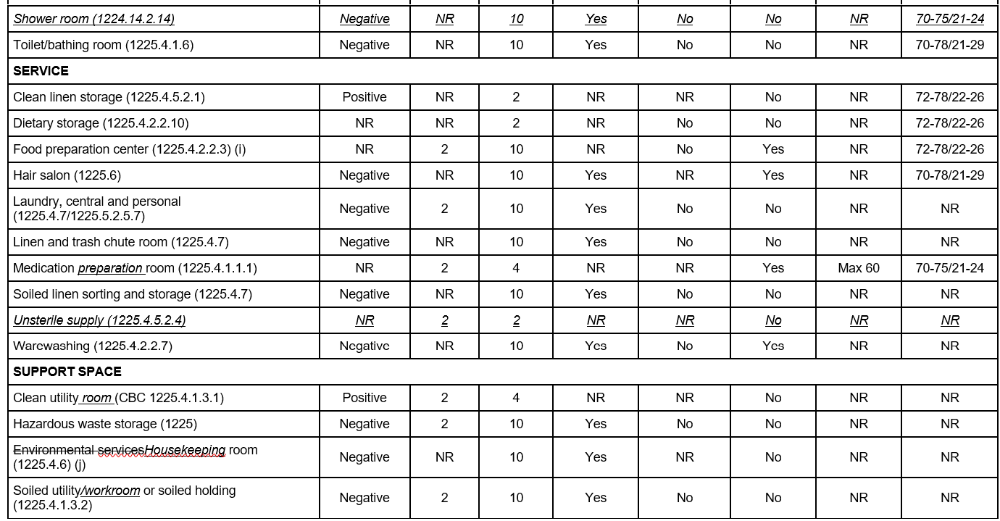 Shower room (1224.14.2.14) Negative NR 10 Yes No No NR 70-75/21-24
Toilet/bathing room (1225.4.1.6) Negative NR 10 Yes No No NR 70-78/21-29
SERVICE
Clean linen storage (1225.4.5.2.1) Positive NR 2 NR NR No NR 72-78/22-26
Dietary storage (1225.4.2.2.10) NR NR 2 NR No No NR 72-78/22-26
Food preparation center (1225.4.2.2.3) (i) NR 2 10 NR No Yes NR 72-78/22-26
Hair salon (1225.6) Negative NR 10 Yes NR Yes NR 70-78/21-29
Laundry, central and personal
(1225.4.7/1225.5.2.5.7) Negative 2 10 Yes No No NR NR
Linen and trash chute room (1225.4.7) Negative NR 10 Yes No No NR NR
Medication preparation room (1225.4.1.1.1) NR 2 4 NR NR Yes Max 60 70-75/21-24
Soiled linen sorting and storage (1225.4.7) Negative NR 10 Yes No No NR NR
Unsterile supply (1225.4.5.2.4) NR 2 2 NR NR No NR NR
Warewashing (1225.4.2.2.7) Negative NR 10 Yes No Yes NR NR
SUPPORT SPACE
Clean utility room (CBC 1225.4.1.3.1) Positive 2 4 NR NR No NR NR
Hazardous waste storage (1225) Negative 2 10 Yes No No NR NR
Environmental servicesHousekeeping room
(1225.4.6) (j) Negative NR 10 Yes NR No NR NR
Soiled utility/workroom or soiled holding
(1225.4.1.3.2) Negative 2 10 Yes No No NR NR